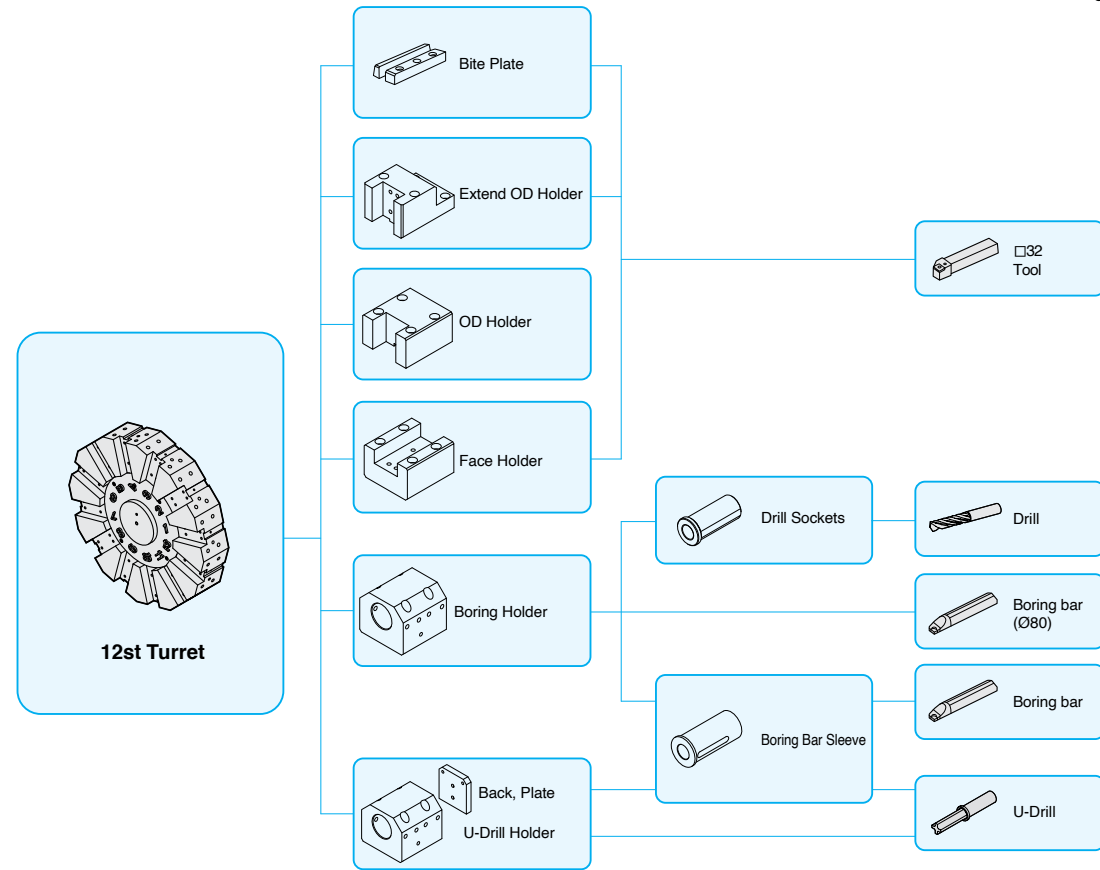 Bite Plate
Extend OD Holder
□32
Tool
OD Holder
Face Holder
Drill Sockets
Drill
Boring Holder
Boring bar
(Ø80)
12st Turret
Boring bar
Boring Bar Sleeve
Back, Plate
U-Drill Holder
U-Drill